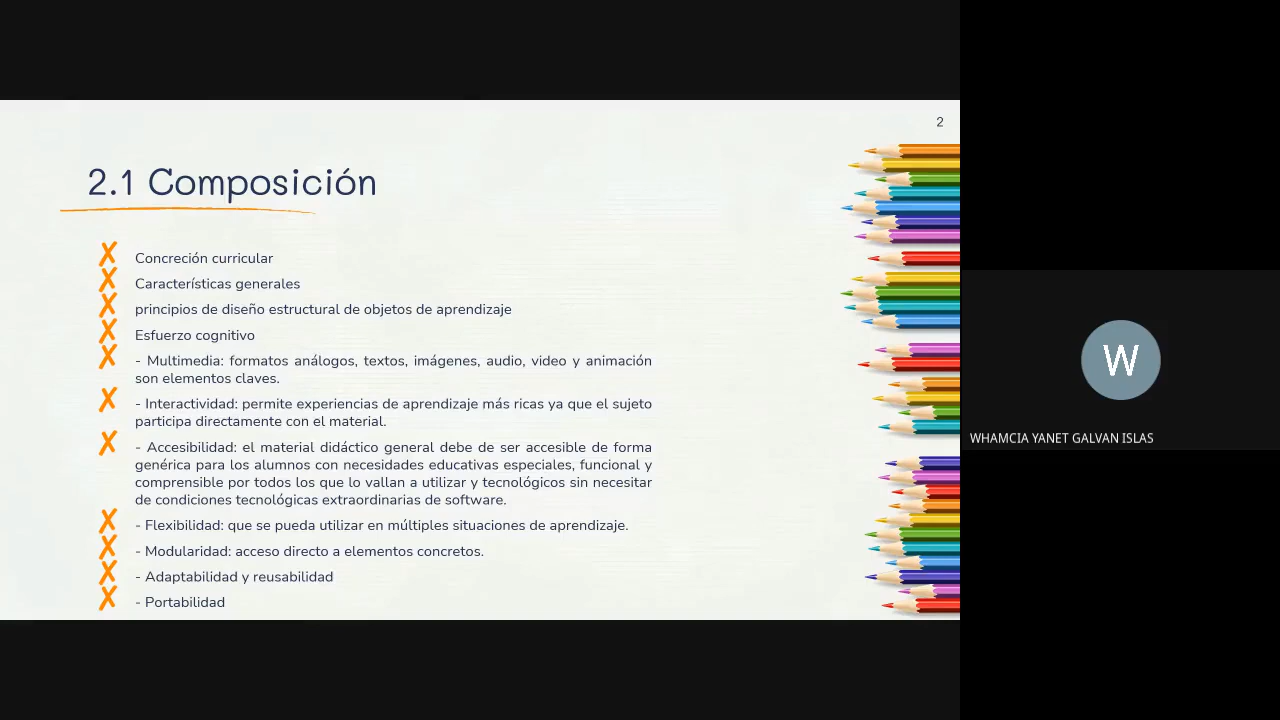 2
2.1 Composición
Concreción curricular
Características generales
principios de diseño estructural de objetos de aprendizaje
Esfuerzo cognitivo
- Multimedia: formatos análogos, textos, imágenes, audio, video y animación
son elementos claves.
- Interactividad: permite experiencias de aprendizaje más ricas ya que el sujeto
participa directamente con el material.
- Accesibilidad: el material didáctico general debe de ser accesible de forma
genérica para los alumnos con necesidades educativas especiales, funcional y
comprensible por todos los que lo vallan a utilizar y tecnológicos sin necesitar
de condiciones tecnológicas extraordinarias de software.
- Flexibilidad: que se pueda utilizar en múltiples situaciones de aprendizaje.
- Modularidad: acceso directo a elementos concretos.
- Adaptabilidad y reusabilidad
- Portabilidad
W
WHAMCIA YANET GALVAN ISLAS